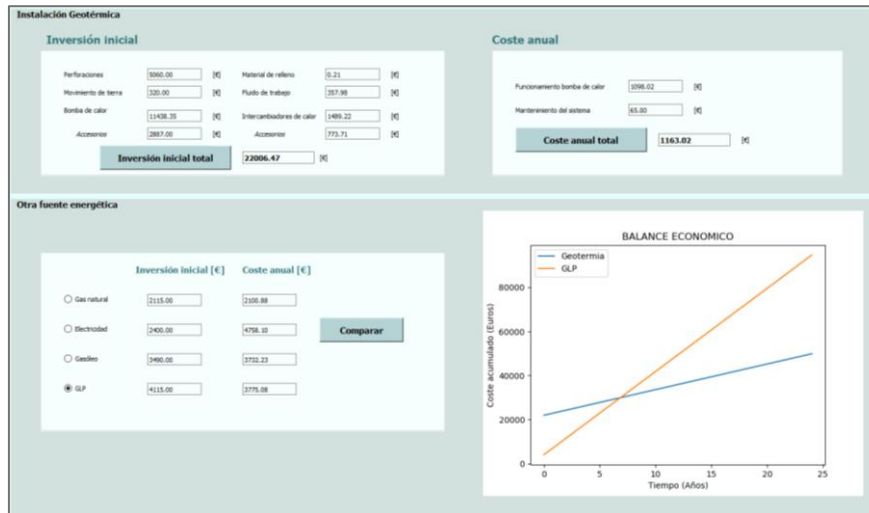 Instalación Geotérmica
Inversión inicial
Perforaciones 5060.00 [€] Material de relleno 0.21 [€]
Movimiento de tierra 320.00 [€] Fluido de trabajo 357.98 [€]
Bomba de calor 11438.35 [€] Intercambiadores de calor 1489.22 [€]
Accesorios 2887.00 [€] Accesorios 773.71 [€]
Inversión inicial total 22006.47 [€]
Coste anual
Funcionamiento bomba de calor 1098.02 [€]
Mantenimiento del sistema 65.00 [€]
Coste anual total 1163.02 [€]
Otra fuente energética
Inversión inicial [€] Coste anual [€]
Gas natural 2115.00 2100.88
Electricidad 2400.00 4758.10
Gasóleo 3490.00 3732.23
GLP 4115.00 3775.08
Comparar
BALANCE ECONOMICO
Geotermia
GLP
Coste acumulado (Euros)
80000
60000
40000
20000
0
0 5 10 15 20 25
Tiempo (Años)